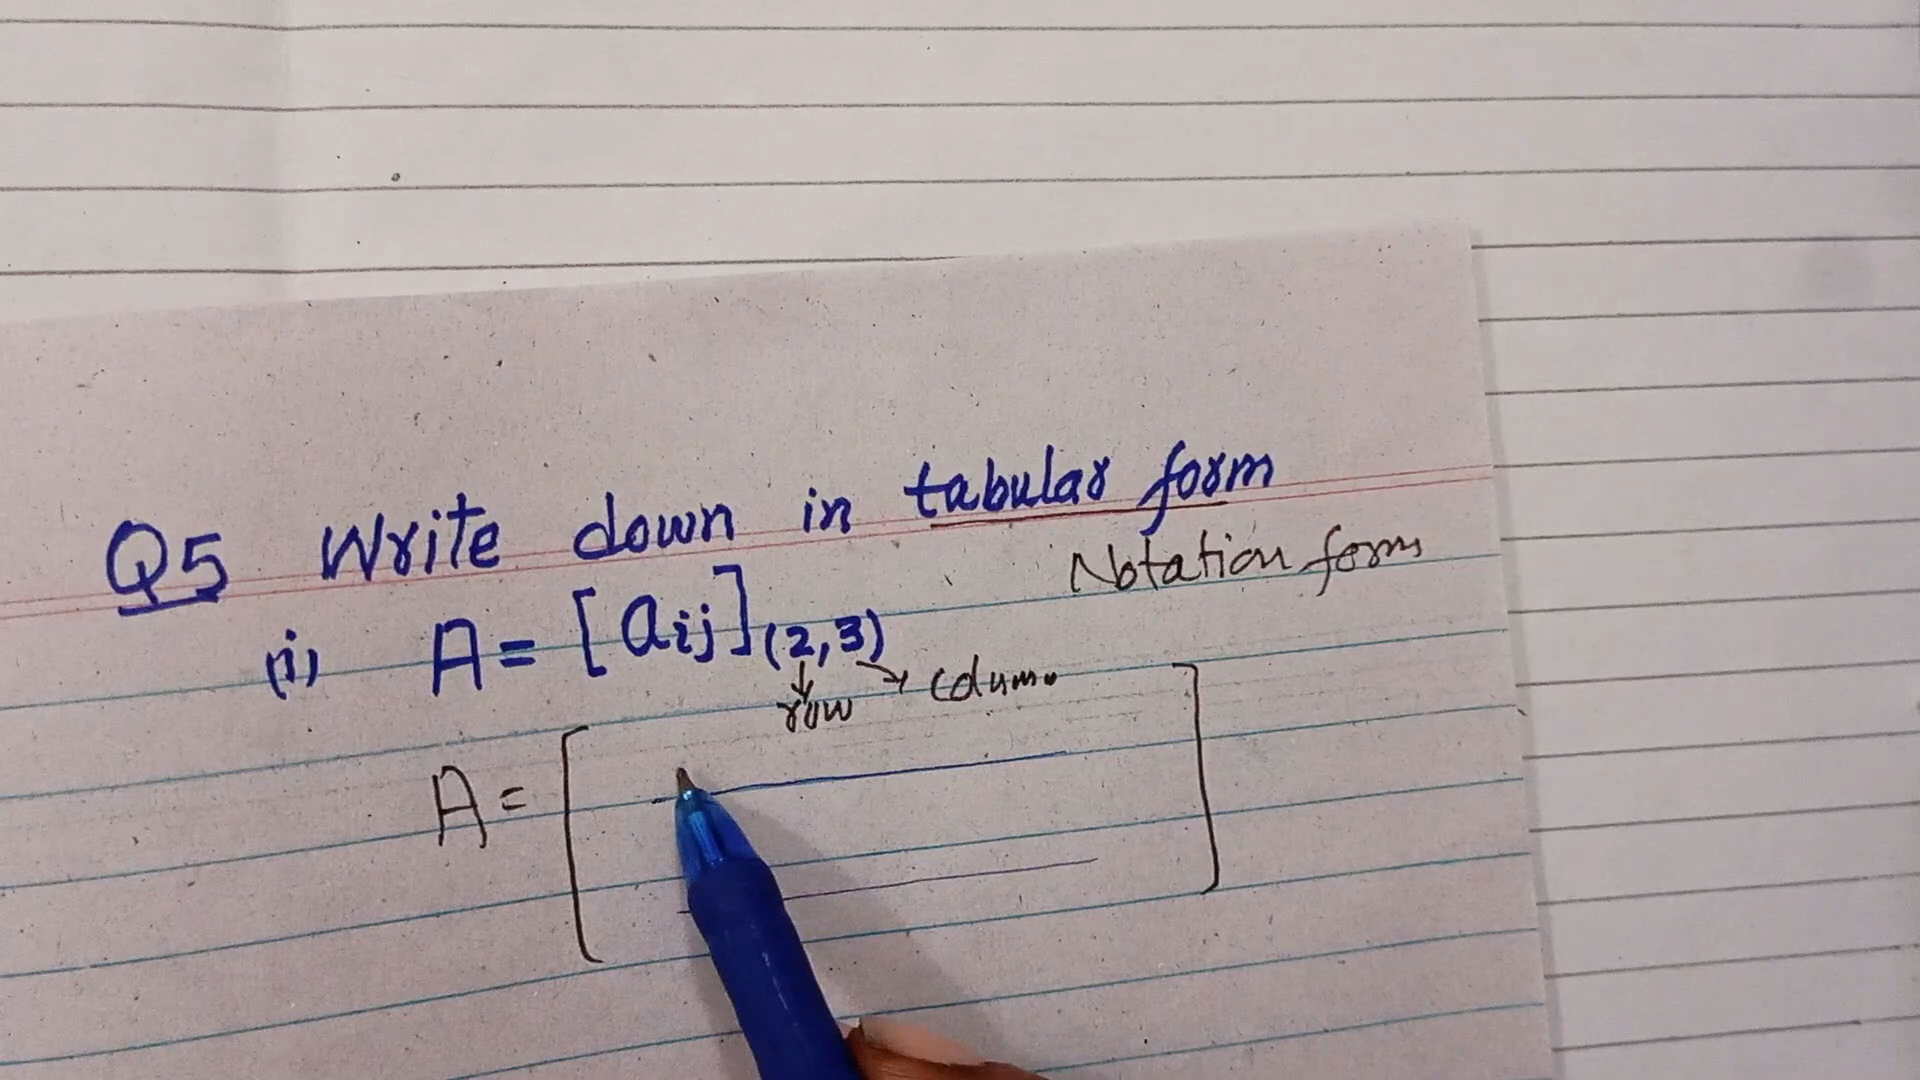 Q5 Write down in tabular form
Notation form
(i) A = [aij](2,3)
row column
A =